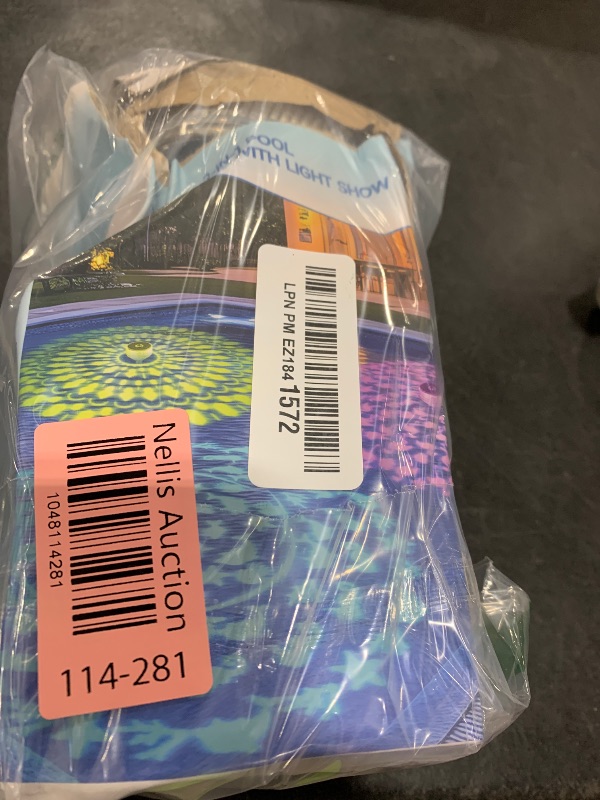 POOL
WITH LIGHT SHOW
LPN PM EZ184 1572
Nellis Auction
1048114281
114-281